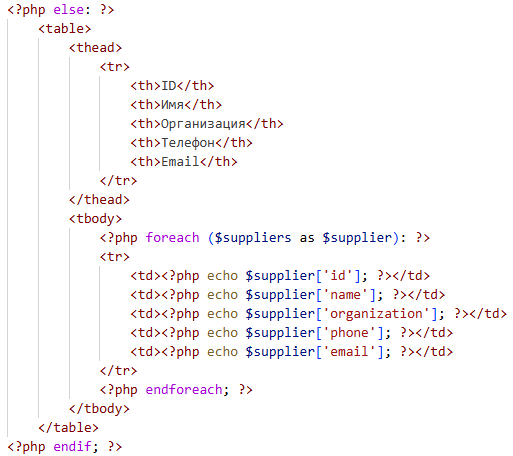 <?php else: ?>
<table>
<thead>
<tr>
<th>ID</th>
<th>Имя</th>
<th>Организация</th>
<th>Телефон</th>
<th>Email</th>
</tr>
</thead>
<tbody>
<?php foreach ($suppliers as $supplier): ?>
<tr>
<td><?php echo $supplier['id']; ?></td>
<td><?php echo $supplier['name']; ?></td>
<td><?php echo $supplier['organization']; ?></td>
<td><?php echo $supplier['phone']; ?></td>
<td><?php echo $supplier['email']; ?></td>
</tr>
<?php endforeach; ?>
</tbody>
</table>
<?php endif; ?>